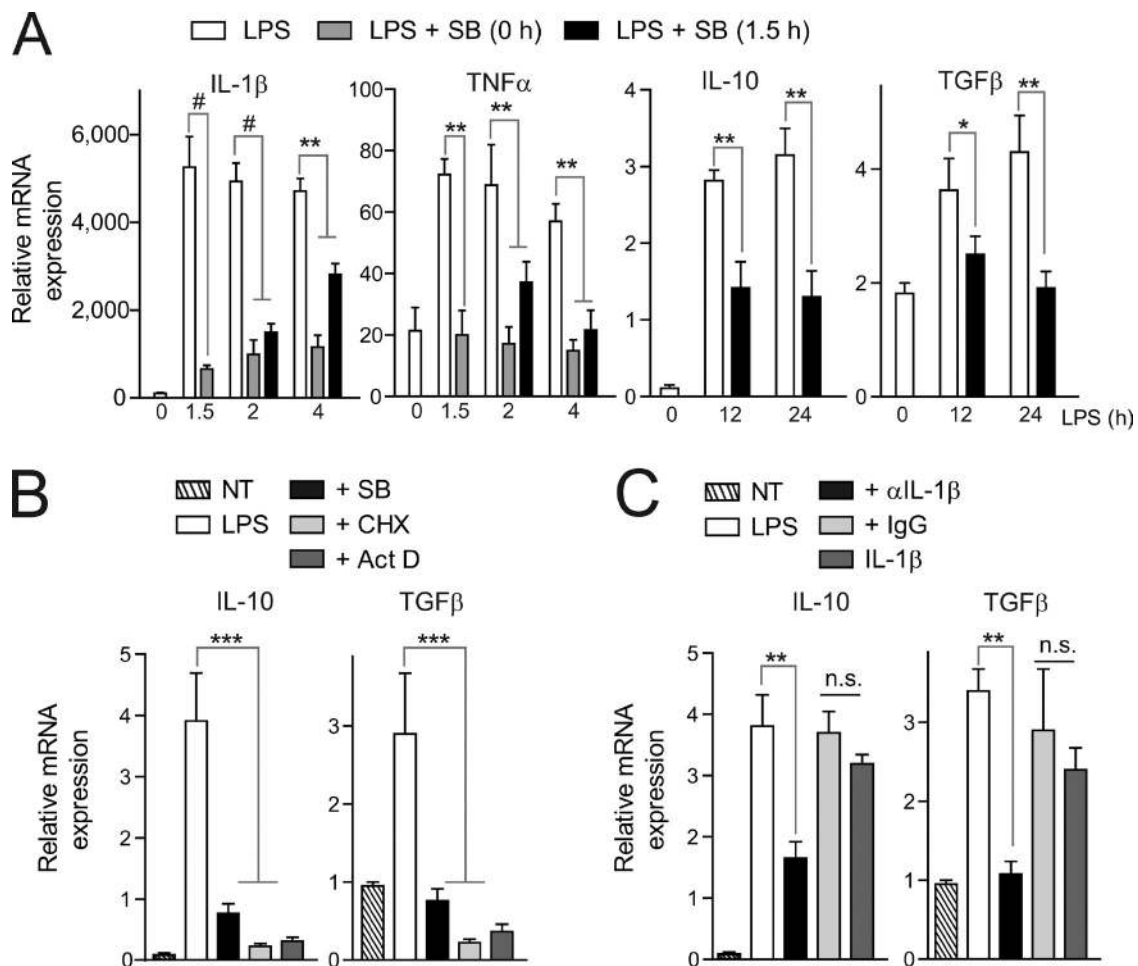 A
LPS LPS + SB (0 h) LPS + SB (1.5 h)
IL-1β TNFα IL-10 TGFβ
Relative mRNA
expression
6,000
4,000
2,000
0
# # **
0 1.5 2 4
100
80
60
40
20
0
** ** **
0 1.5 2 4
4
3
2
1
0
** **
0 12 24
4
2
0
* **
0 12 24 LPS (h)
B
NT + SB
LPS + CHX
+ Act D
IL-10 TGFβ
Relative mRNA
expression
5
4
3
2
1
0
***
3
2
1
0
***
C
NT + αIL-1β
LPS + IgG
IL-1β
IL-10 TGFβ
Relative mRNA
expression
5
4
3
2
1
0
** n.s.
3
2
1
0
** n.s.